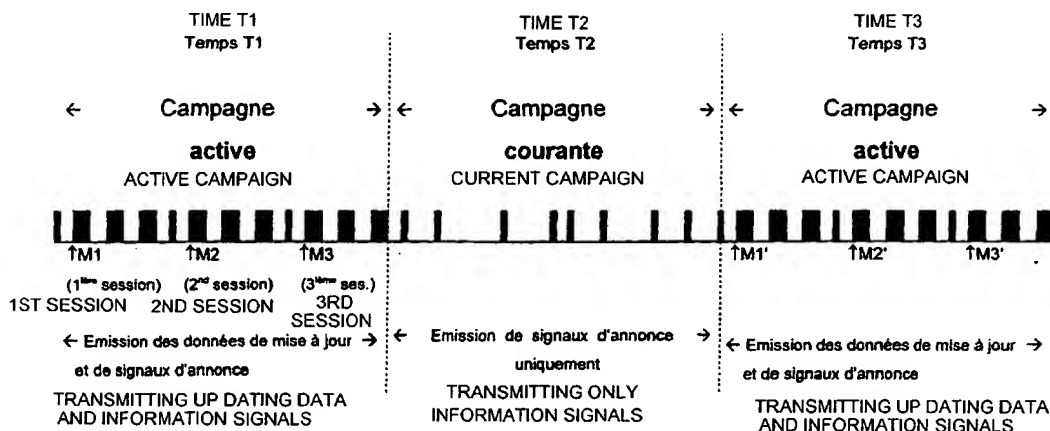 TIME T1
Temps T1
TIME T2
Temps T2
TIME T3
Temps T3
← Campagne →
← Campagne →
← Campagne →
active
courante
active
ACTIVE CAMPAIGN
CURRENT CAMPAIGN
ACTIVE CAMPAIGN
↑M1 ↑M2 ↑M3
↑M1' ↑M2' ↑M3'
(1ière session) (2nd session) (3ième ses.)
1ST SESSION 2ND SESSION 3RD
SESSION
← Emission des données de mise à jour →
et de signaux d'annonce
TRANSMITTING UP DATING DATA
AND INFORMATION SIGNALS
← Emission de signaux d'annonce →
uniquement
TRANSMITTING ONLY
INFORMATION SIGNALS
← Emission des données de mise à jour →
et de signaux d'annonce
TRANSMITTING UP DATING DATA
AND INFORMATION SIGNALS